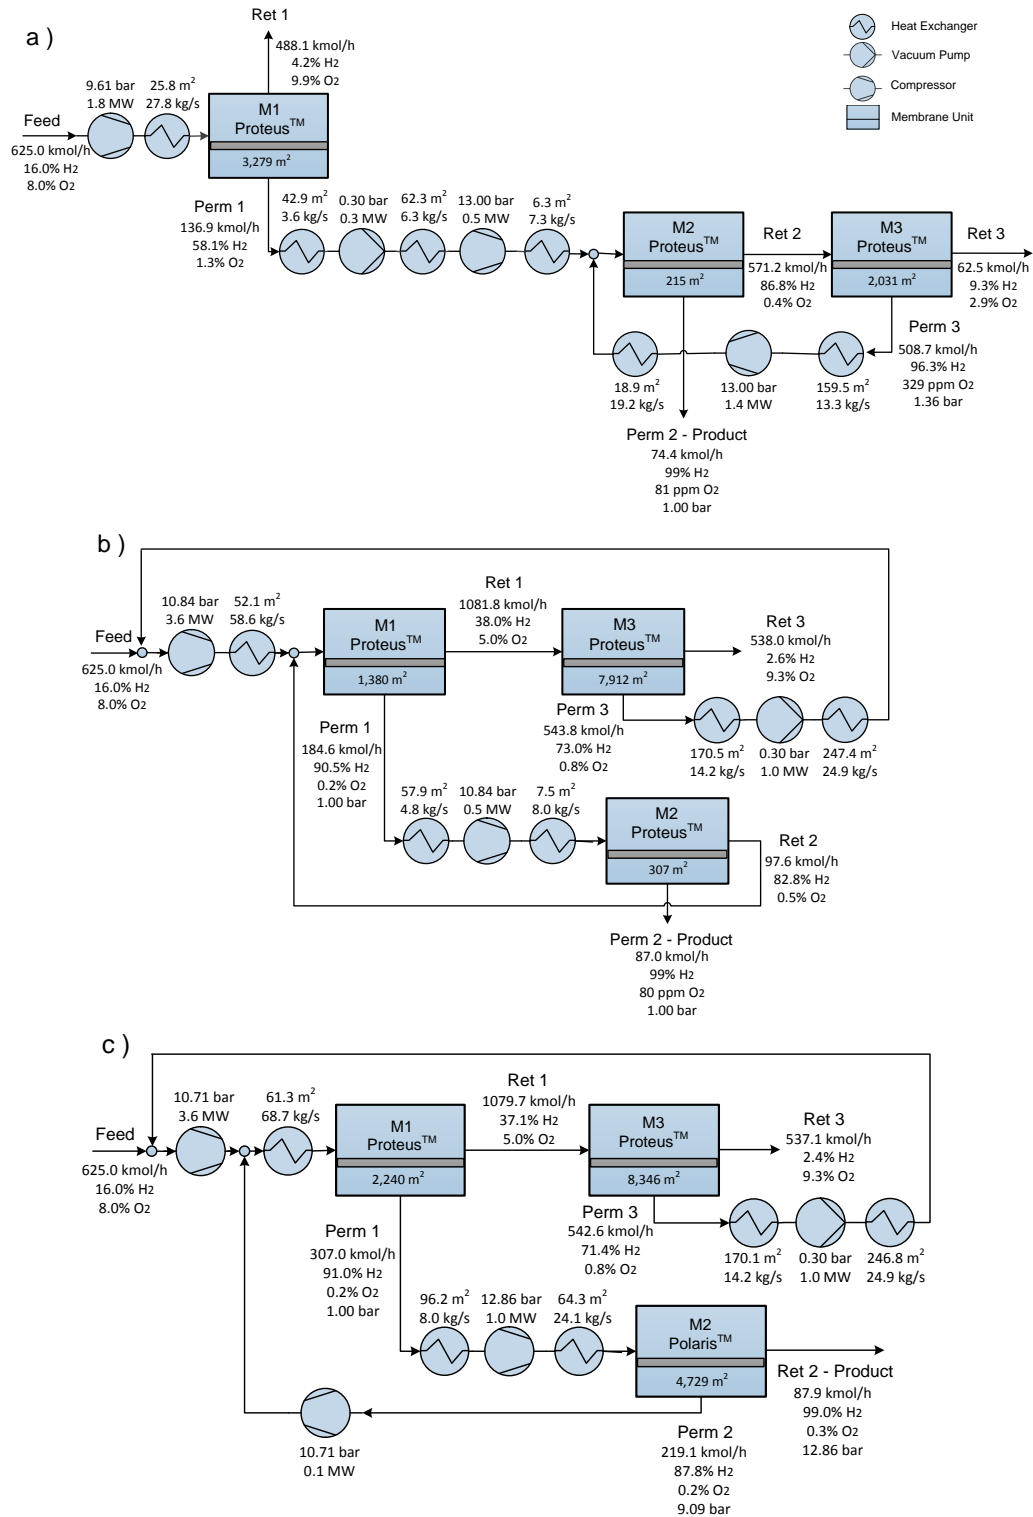 a )
Ret 1
488.1 kmol/h
4.2% H2
9.9% O2
Heat Exchanger
Vacuum Pump
Compressor
Membrane Unit
9.61 bar
1.8 MW
25.8 m2
27.8 kg/s
Feed
625.0 kmol/h
16.0% H2
8.0% O2
M1
Proteus™
3,279 m2
Perm 1
136.9 kmol/h
58.1% H2
1.3% O2
42.9 m2
3.6 kg/s
0.30 bar
0.3 MW
62.3 m2
6.3 kg/s
13.00 bar
0.5 MW
6.3 m2
7.3 kg/s
M2
Proteus™
215 m2
Ret 2
571.2 kmol/h
86.8% H2
0.4% O2
M3
Proteus™
2,031 m2
Ret 3
62.5 kmol/h
9.3% H2
2.9% O2
Perm 3
508.7 kmol/h
96.3% H2
329 ppm O2
1.36 bar
18.9 m2
19.2 kg/s
13.00 bar
1.4 MW
159.5 m2
13.3 kg/s
Perm 2 - Product
74.4 kmol/h
99% H2
81 ppm O2
1.00 bar
b )
10.84 bar
3.6 MW
52.1 m2
58.6 kg/s
Feed
625.0 kmol/h
16.0% H2
8.0% O2
M1
Proteus™
1,380 m2
Ret 1
1081.8 kmol/h
38.0% H2
5.0% O2
M3
Proteus™
7,912 m2
Ret 3
538.0 kmol/h
2.6% H2
9.3% O2
Perm 1
184.6 kmol/h
90.5% H2
0.2% O2
1.00 bar
Perm 3
543.8 kmol/h
73.0% H2
0.8% O2
170.5 m2
14.2 kg/s
0.30 bar
1.0 MW
247.4 m2
24.9 kg/s
57.9 m2
4.8 kg/s
10.84 bar
0.5 MW
7.5 m2
8.0 kg/s
M2
Proteus™
307 m2
Ret 2
97.6 kmol/h
82.8% H2
0.5% O2
Perm 2 - Product
87.0 kmol/h
99% H2
80 ppm O2
1.00 bar
c )
10.71 bar
3.6 MW
61.3 m2
68.7 kg/s
Feed
625.0 kmol/h
16.0% H2
8.0% O2
M1
Proteus™
2,240 m2
Ret 1
1079.7 kmol/h
37.1% H2
5.0% O2
M3
Proteus™
8,346 m2
Ret 3
537.1 kmol/h
2.4% H2
9.3% O2
Perm 1
307.0 kmol/h
91.0% H2
0.2% O2
1.00 bar
Perm 3
542.6 kmol/h
71.4% H2
0.8% O2
170.1 m2
14.2 kg/s
0.30 bar
1.0 MW
246.8 m2
24.9 kg/s
96.2 m2
8.0 kg/s
12.86 bar
1.0 MW
64.3 m2
24.1 kg/s
M2
Polaris™
4,729 m2
Ret 2 - Product
87.9 kmol/h
99.0% H2
0.3% O2
12.86 bar
10.71 bar
0.1 MW
Perm 2
219.1 kmol/h
87.8% H2
0.2% O2
9.09 bar